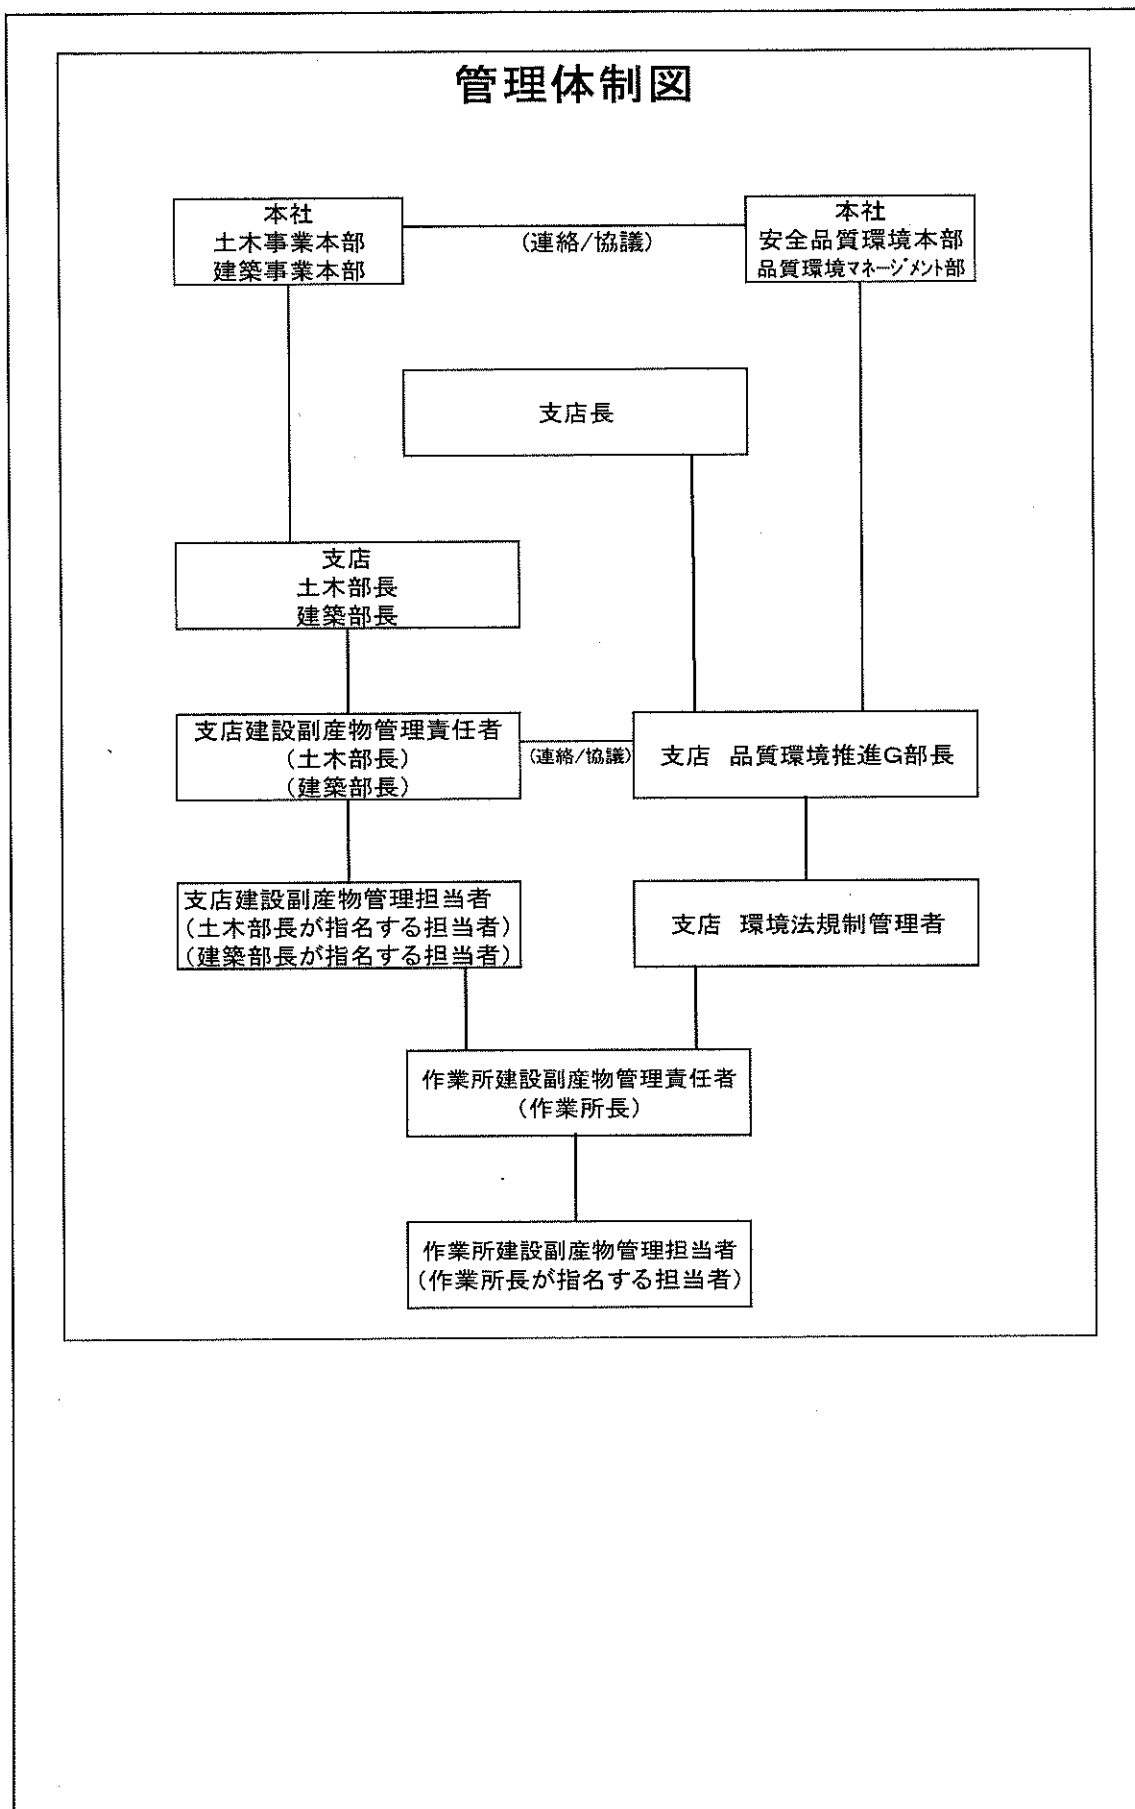 管理体制図
本社
土木事業本部
建築事業本部
(連絡/協議)
本社
安全品質環境本部
品質環境マネージメント部
支店長
支店
土木部長
建築部長
支店建設副産物管理責任者
(土木部長)
(建築部長)
(連絡/協議)
支店 品質環境推進G部長
支店建設副産物管理担当者
(土木部長が指名する担当者)
(建築部長が指名する担当者)
支店 環境法規制管理者
作業所建設副産物管理責任者
(作業所長)
作業所建設副産物管理担当者
(作業所長が指名する担当者)